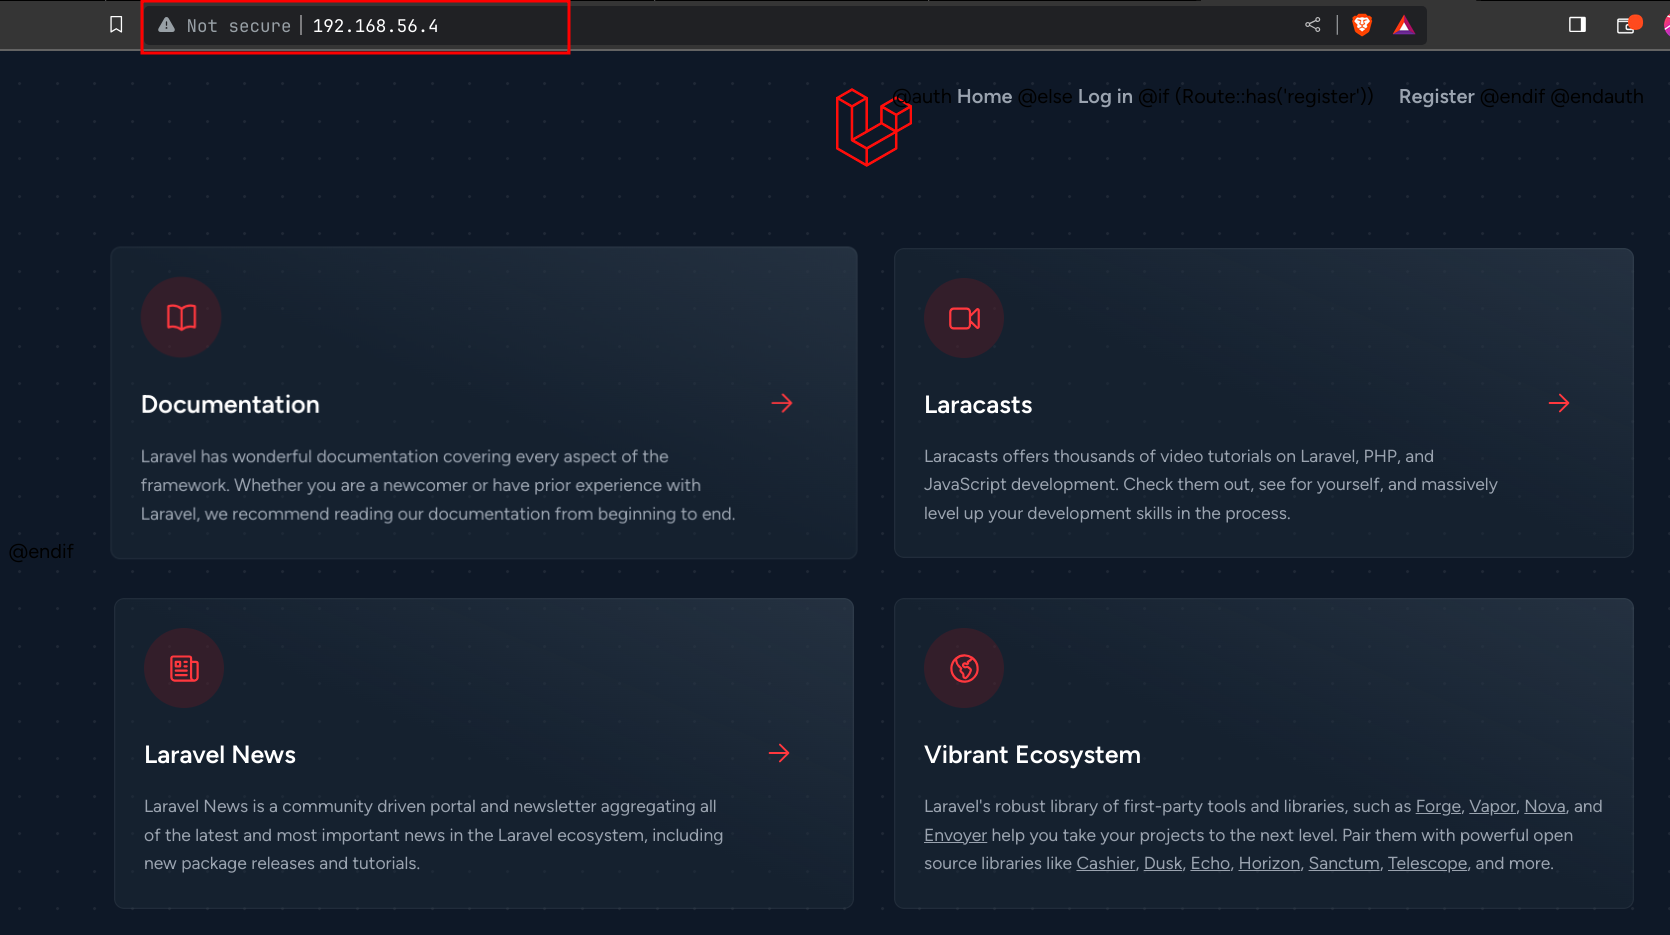 Not secure | 192.168.56.4
@auth Home @else Log in @if (Route::has('register')) Register @endif @endauth
Documentation
Laravel has wonderful documentation covering every aspect of the
framework. Whether you are a newcomer or have prior experience with
Laravel, we recommend reading our documentation from beginning to end.
Laracasts
Laracasts offers thousands of video tutorials on Laravel, PHP, and
JavaScript development. Check them out, see for yourself, and massively
level up your development skills in the process.
@endif
Laravel News
Laravel News is a community driven portal and newsletter aggregating all
of the latest and most important news in the Laravel ecosystem, including
new package releases and tutorials.
Vibrant Ecosystem
Laravel's robust library of first-party tools and libraries, such as Forge, Vapor, Nova, and
Envoyer help you take your projects to the next level. Pair them with powerful open
source libraries like Cashier, Dusk, Echo, Horizon, Sanctum, Telescope, and more.